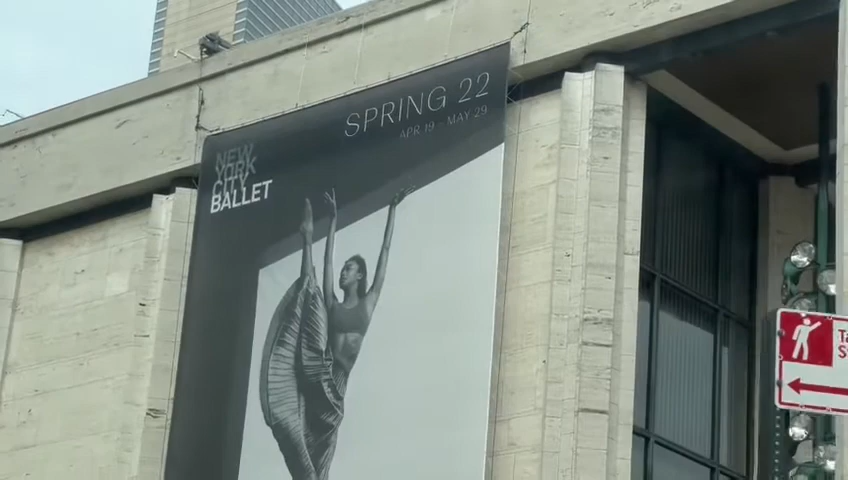 SPRING 22
APR 19 – MAY 29
NEW
YORK
CITY
BALLET